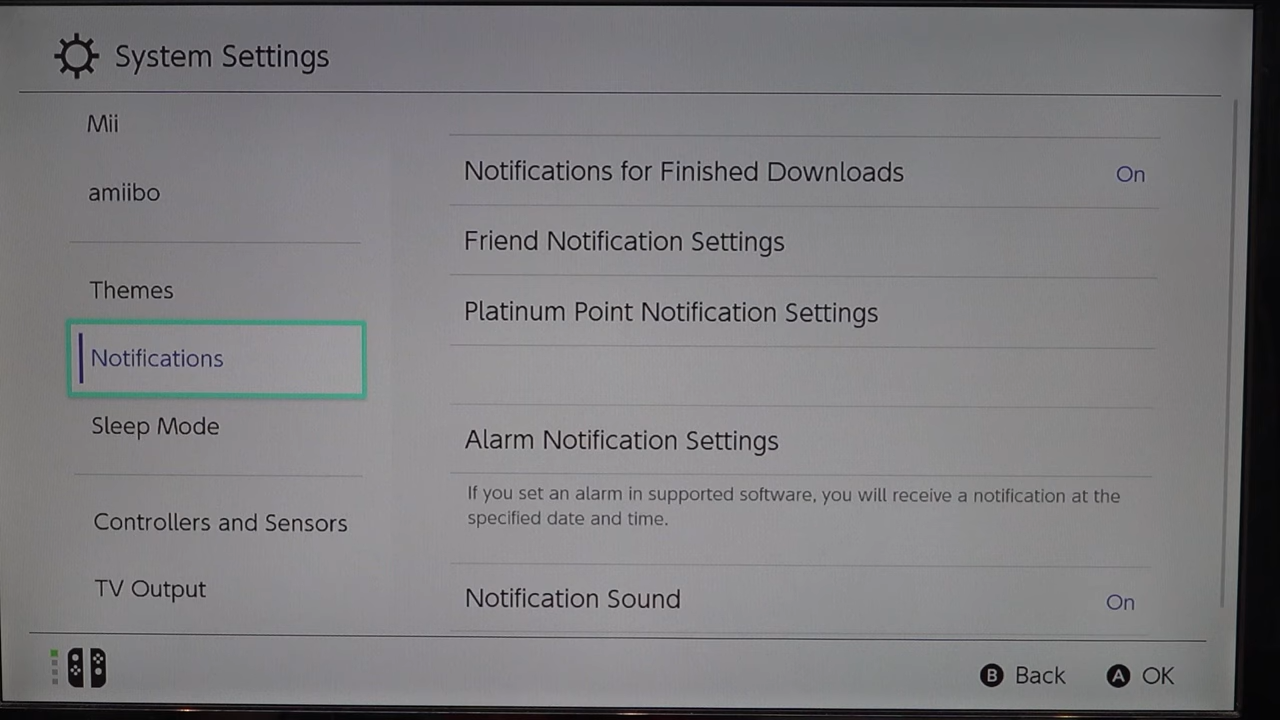 System Settings
Mii
amiibo
Themes
Notifications
Sleep Mode
Controllers and Sensors
TV Output
Notifications for Finished Downloads On
Friend Notification Settings
Platinum Point Notification Settings
Alarm Notification Settings
If you set an alarm in supported software, you will receive a notification at the
specified date and time.
Notification Sound On
B Back A OK